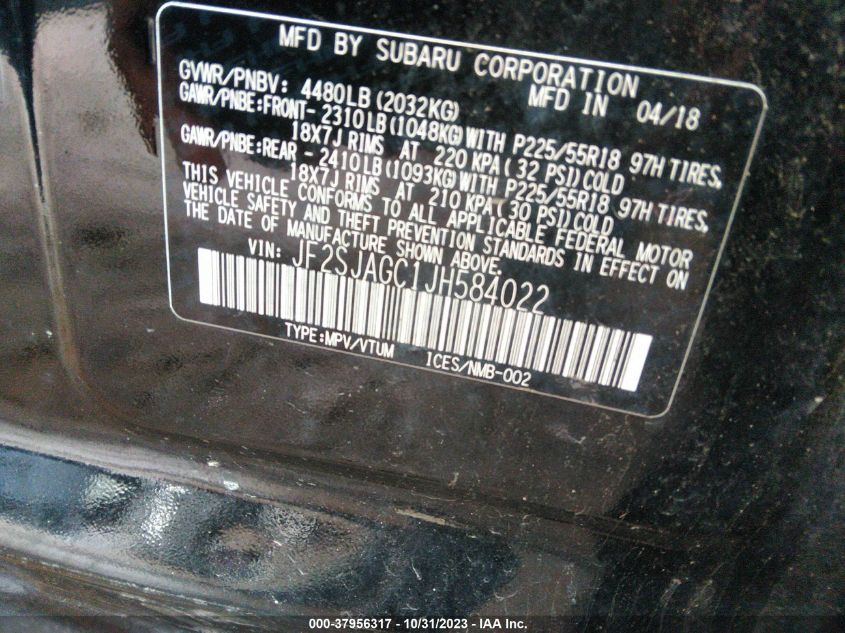 MFD BY SUBARU CORPORATION
GVWR/PNBV: 4480LB(2032KG) MFD IN 04/18
GAWR/PNBE:FRONT- 2310LB(1048KG)WITH P225/55R18 97H TIRES,
18X7J RIMS AT 220 KPA( 32 PSI)COLD
GAWR/PNBE:REAR - 2410LB(1093KG)WITH P225/55R18 97H TIRES,
18X7J RIMS AT 210 KPA( 30 PSI)COLD
THIS VEHICLE CONFORMS TO ALL APPLICABLE FEDERAL MOTOR
VEHICLE SAFETY AND THEFT PREVENTION STANDARDS IN EFFECT ON
THE DATE OF MANUFACTURE SHOWN ABOVE.
VIN: JF2SJAGC1JH584022
TYPE:MPV/VTUM ICES/NMB-002
000-37956317 - 10/31/2023 - IAA Inc.